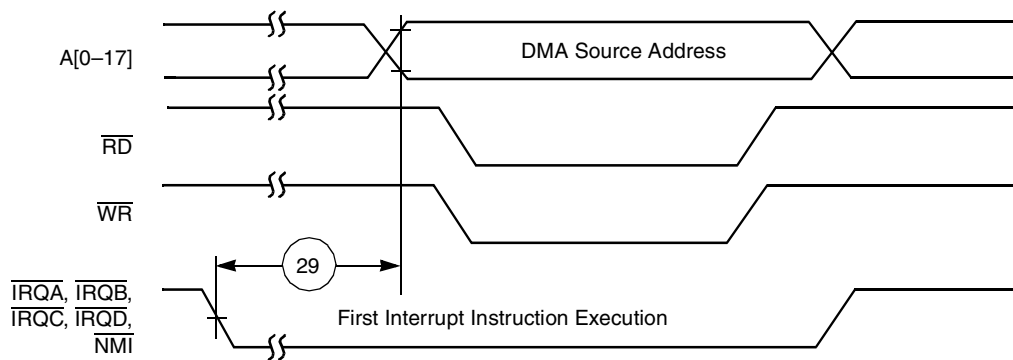 A[0–17]
DMA Source Address
RD
WR
29
IRQA, IRQB,
IRQC, IRQD,
NMI
First Interrupt Instruction Execution